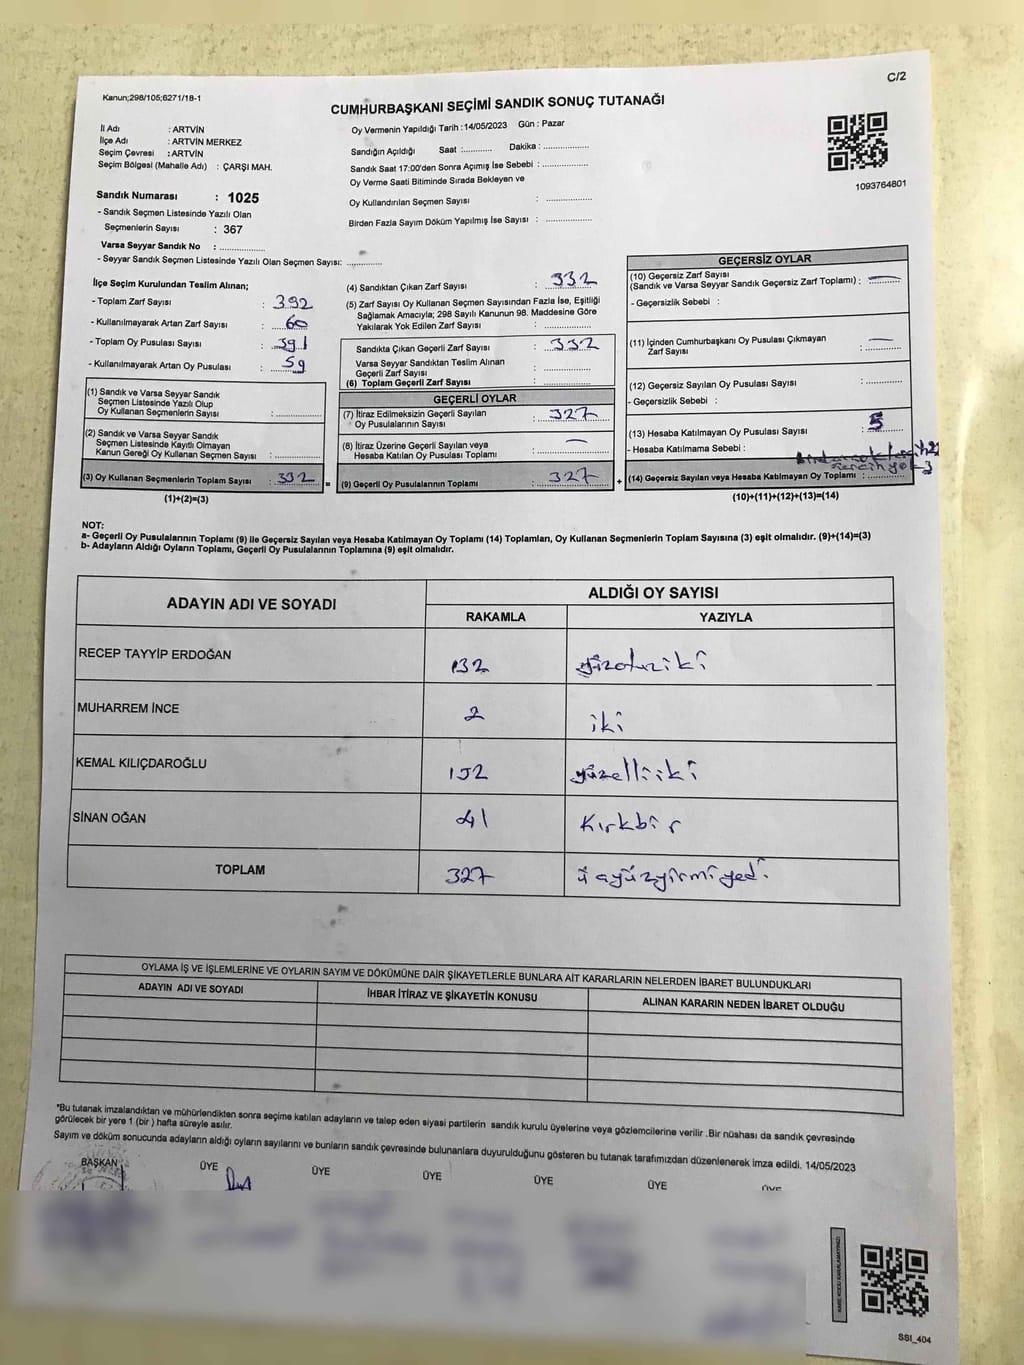 C/2
Kanun;298/105;6271/18-1
CUMHURBAŞKANI SEÇİMİ SANDIK SONUÇ TUTANAĞI
İl Adı : ARTVİN
İlçe Adı : ARTVİN MERKEZ
Seçim Çevresi : ARTVİN
Seçim Bölgesi (Mahalle Adı) : ÇARŞI MAH.
Oy Vermenin Yapıldığı Tarih :14/05/2023 Gün : Pazar
Sandığın Açıldığı Saat :........... Dakika :................
Sandık Saat 17:00'den Sonra Açımış İse Sebebi :................
Oy Verme Saati Bitiminde Sırada Bekleyen ve
Oy Kullandırılan Seçmen Sayısı : ................
Birden Fazla Sayım Döküm Yapılmış İse Sayısı : ................
1093764801
Sandık Numarası : 1025
- Sandık Seçmen Listesinde Yazılı Olan
Seçmenlerin Sayısı : 367
Varsa Seyyar Sandık No : ................
- Seyyar Sandık Seçmen Listesinde Yazılı Olan Seçmen Sayısı: ............
İlçe Seçim Kurulundan Teslim Alınan;
- Toplam Zarf Sayısı : 392
- Kullanılmayarak Artan Zarf Sayısı : 60
- Toplam Oy Pusulası Sayısı : 391
- Kullanılmayarak Artan Oy Pusulası : 59
(1) Sandık ve Varsa Seyyar Sandık
Seçmen Listesinde Yazılı Olup
Oy Kullanan Seçmenlerin Sayısı : ................
(2) Sandık ve Varsa Seyyar Sandık
Seçmen Listesinde Kayıtlı Olmayan
Kanun Gereği Oy Kullanan Seçmen Sayısı : ................
(3) Oy Kullanan Seçmenlerin Toplam Sayısı : 332 =
(1)+(2)=(3)
(4) Sandıktan Çıkan Zarf Sayısı : 332
(5) Zarf Sayısı Oy Kullanan Seçmen Sayısından Fazla İse, Eşitliği
Sağlamak Amacıyla; 298 Sayılı Kanunun 98. Maddesine Göre
Yakılarak Yok Edilen Zarf Sayısı : ................
Sandıkta Çıkan Geçerli Zarf Sayısı : 332
Varsa Seyyar Sandıktan Teslim Alınan
Geçerli Zarf Sayısı : ................
(6) Toplam Geçerli Zarf Sayısı : ................
GEÇERLİ OYLAR
(7) İtiraz Edilmeksizin Geçerli Sayılan
Oy Pusulasının Sayısı : 327
(8) İtiraz Üzerine Geçerli Sayılan veya
Hesaba Katılan Oy Pusulası Toplamı : —
(9) Geçerli Oy Pusulalarının Toplamı : 327 +
GEÇERSİZ OYLAR
(10) Geçersiz Zarf Sayısı
(Sandık ve Varsa Seyyar Sandık Geçersiz Zarf Toplamı) : —
- Geçersizlik Sebebi :
(11) İçinden Cumhurbaşkanı Oy Pusulası Çıkmayan
Zarf Sayısı : —
(12) Geçersiz Sayılan Oy Pusulası Sayısı : ............
- Geçersizlik Sebebi :
(13) Hesaba Katılmayan Oy Pusulası Sayısı : 5
- Hesaba Katılmama Sebebi :
(14) Geçersiz Sayılan veya Hesaba Katılmayan Oy Toplamı : ............
(10)+(11)+(12)+(13)=(14)
NOT:
a- Geçerli Oy Pusulalarının Toplamı (9) ile Geçersiz Sayılan veya Hesaba Katılmayan Oy Toplamı (14) Toplamları, Oy Kullanan Seçmenlerin Toplam Sayısına (3) eşit olmalıdır. (9)+(14)=(3)
b- Adayların Aldığı Oyların Toplamı, Geçerli Oy Pusulalarının Toplamına (9) eşit olmalıdır.
ADAYIN ADI VE SOYADI
ALDIĞI OY SAYISI
RAKAMLA YAZIYLA
RECEP TAYYİP ERDOĞAN 132 yüzotuziki
MUHARREM İNCE 2 iki
KEMAL KILIÇDAROĞLU 152 yüzelliiki
SİNAN OĞAN 41 Kırkbir
TOPLAM 327 üçyüzyirmiyedi
OYLAMA İŞ VE İŞLEMLERİNE VE OYLARIN SAYIM VE DÖKÜMÜNE DAİR ŞİKAYETLERLE BUNLARA AİT KARARLARIN NELERDEN İBARET BULUNDUKLARI
ADAYIN ADI VE SOYADI İHBAR İTİRAZ VE ŞİKAYETİN KONUSU ALINAN KARARIN NEDEN İBARET OLDUĞU
*Bu tutanak imzalandıktan ve mühürlendikten sonra seçime katılan adayların ve talep eden siyasi partilerin sandık kurulu üyelerine veya gözlemcilerine verilir .Bir nüshası da sandık çevresinde
görülecek bir yere 1 (bir ) hafta süreyle asılır.
Sayım ve döküm sonucunda adayların aldığı oyların sayılarını ve bunların sandık çevresinde bulunanlara duyurulduğunu gösteren bu tutanak tarafımızdan düzenlenerek imza edildi. 14/05/2023
BAŞKAN ÜYE ÜYE ÜYE ÜYE ÜYE ÜYE
SSI_404